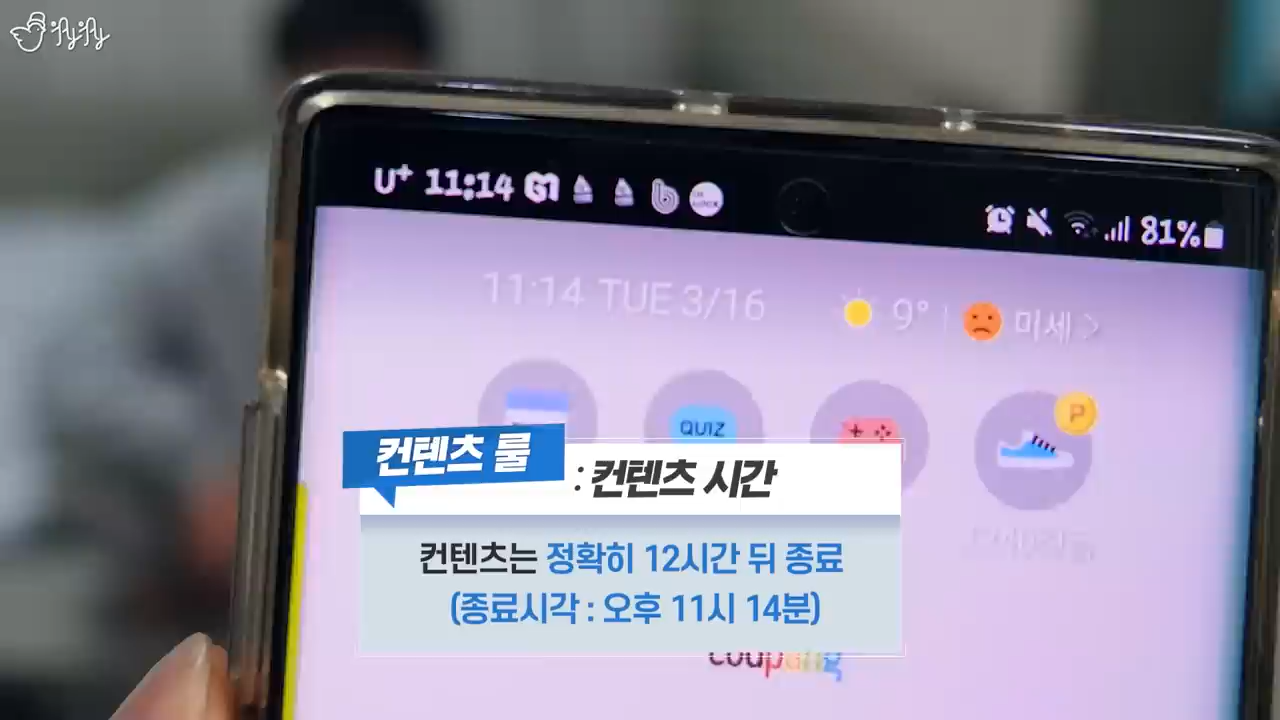 U+ 11:14
81%
11:14 TUE 3/16
9° | 미세 >
P
QUIZ
컨텐츠 룰
: 컨텐츠 시간
컨텐츠는 정확히 12시간 뒤 종료
(종료시각 : 오후 11시 14분)
coupang